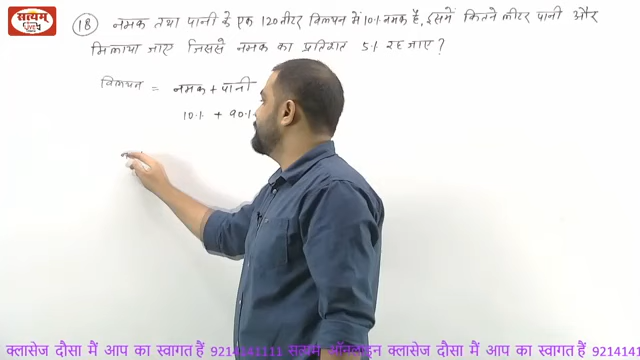 सत्यम्
18 नमक तथा पानी के एक 120 लीटर विलयन में 10% नमक है, इसमें कितने लीटर पानी और
मिलाया जाए जिससे नमक का प्रतिशत 5% रह जाए?
विलयन = नमक + पानी
10% + 90%
क्लासेज दौसा मैं आप का स्वागत हैं 9214141111 सत्यम ऑनलाइन क्लासेज दौसा मैं आप का स्वागत हैं 9214141